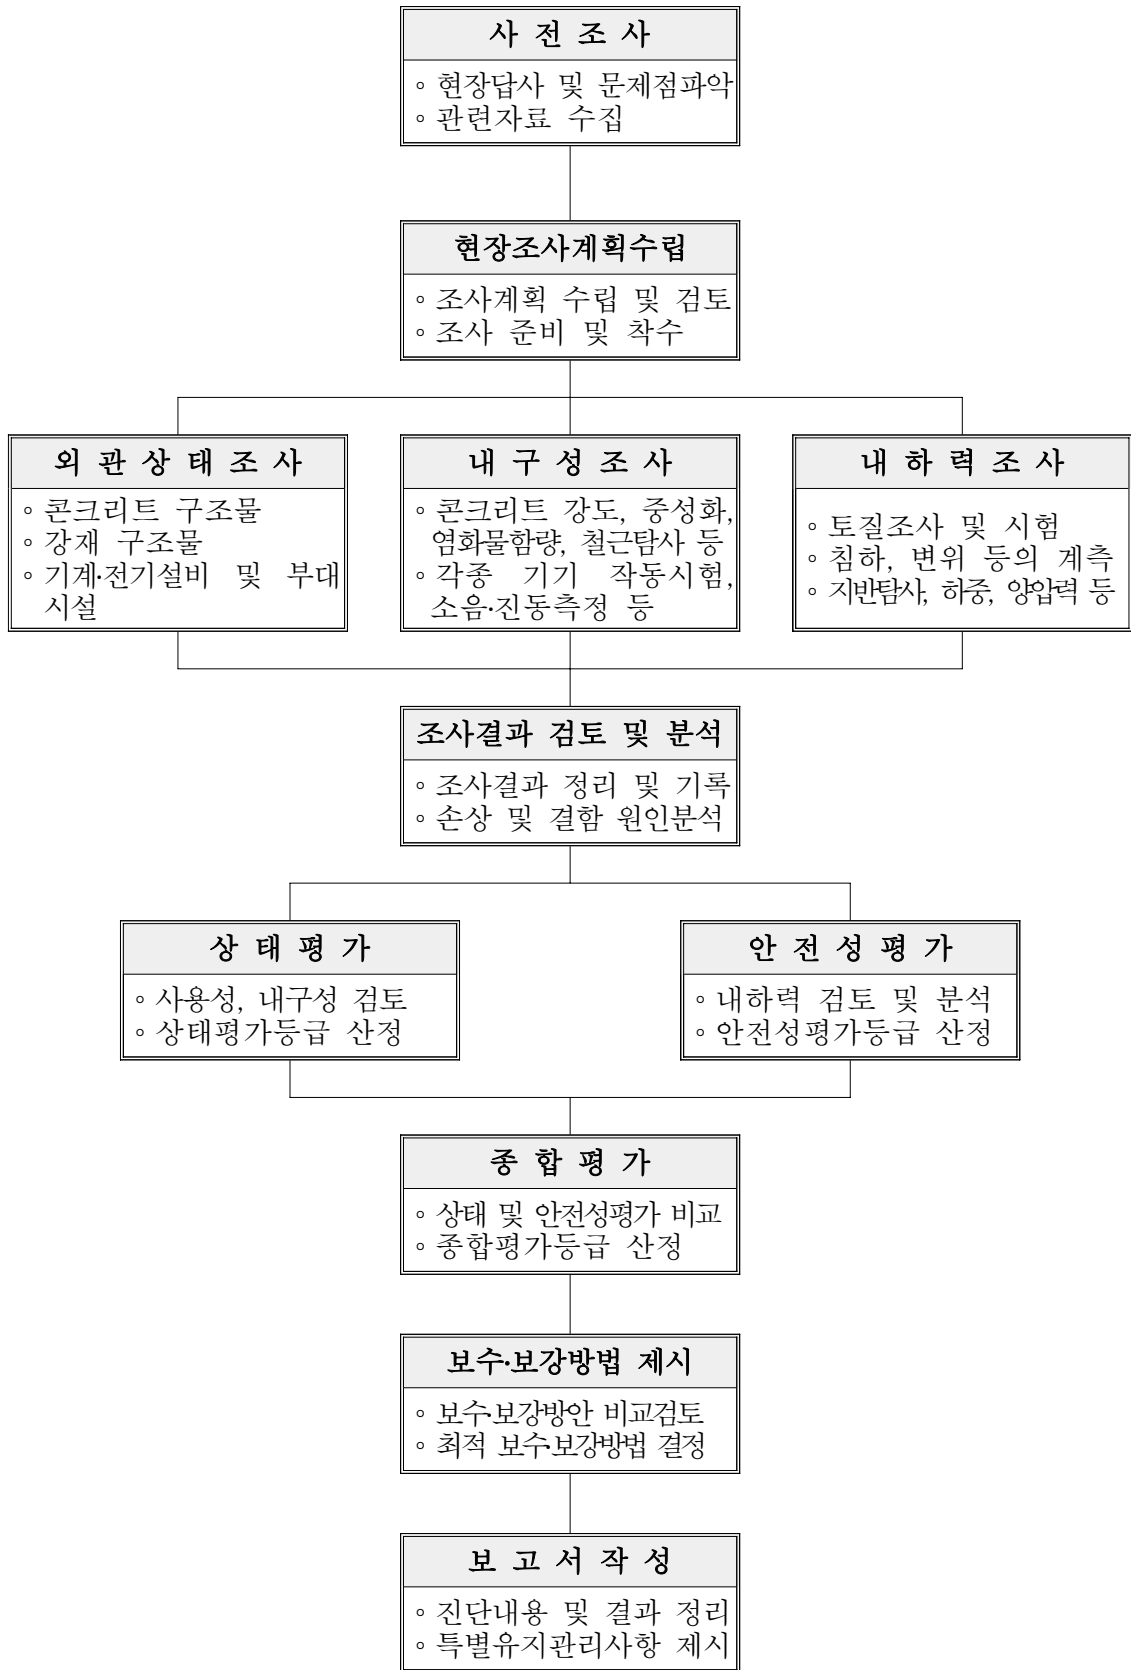 사 전 조 사
◦ 현장답사 및 문제점파악
◦ 관련자료 수집
현장조사계획수립
◦ 조사계획 수립 및 검토
◦ 조사 준비 및 착수
외 관 상 태 조 사
◦ 콘크리트 구조물
◦ 강재 구조물
◦ 기계·전기설비 및 부대
시설
내 구 성 조 사
◦ 콘크리트 강도, 중성화,
염화물함량, 철근탐사 등
◦ 각종 기기 작동시험,
소음·진동측정 등
내 하 력 조 사
◦ 토질조사 및 시험
◦ 침하, 변위 등의 계측
◦ 지반탐사, 하중, 양압력 등
조사결과 검토 및 분석
◦ 조사결과 정리 및 기록
◦ 손상 및 결함 원인분석
상 태 평 가
◦ 사용성, 내구성 검토
◦ 상태평가등급 산정
안 전 성 평 가
◦ 내하력 검토 및 분석
◦ 안전성평가등급 산정
종 합 평 가
◦ 상태 및 안전성평가 비교
◦ 종합평가등급 산정
보수·보강방법 제시
◦ 보수·보강방안 비교검토
◦ 최적 보수·보강방법 결정
보 고 서 작 성
◦ 진단내용 및 결과 정리
◦ 특별유지관리사항 제시